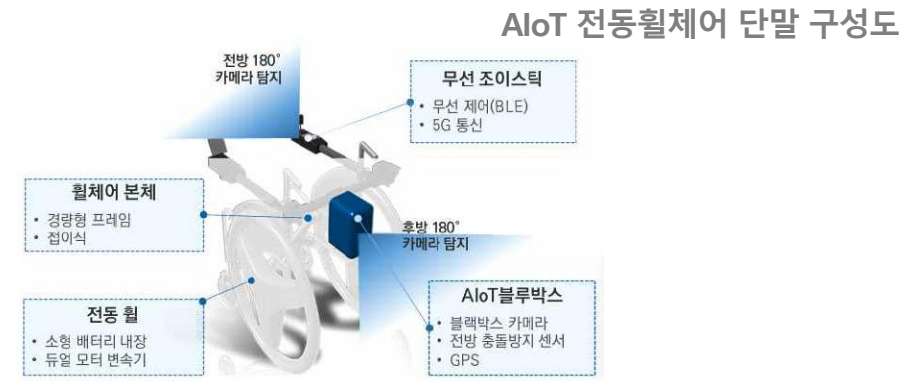 AIoT 전동휠체어 단말 구성도
전방 180°
카메라 탐지
무선 조이스틱
• 무선 제어(BLE)
• 5G 통신
휠체어 본체
• 경량형 프레임
• 접이식
후방 180°
카메라 탐지
전동 휠
• 소형 배터리 내장
• 듀얼 모터 변속기
AIoT블루박스
• 블랙박스 카메라
• 전방 충돌방지 센서
• GPS